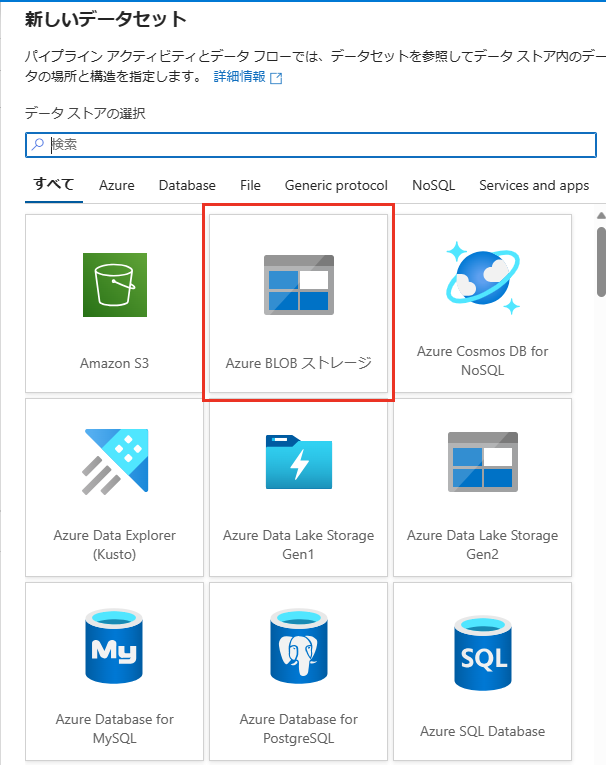 新しいデータセット
パイプライン アクティビティとデータ フローでは、データセットを参照してデータ ストア内のデー
タの場所と構造を指定します。 詳細情報
データ ストアの選択
検索
すべて Azure Database File Generic protocol NoSQL Services and apps
Amazon S3
Azure BLOB ストレージ
Azure Cosmos DB for
NoSQL
Azure Data Explorer
(Kusto)
Azure Data Lake Storage
Gen1
Azure Data Lake Storage
Gen2
My
Azure Database for
MySQL
Azure Database for
PostgreSQL
SQL
Azure SQL Database